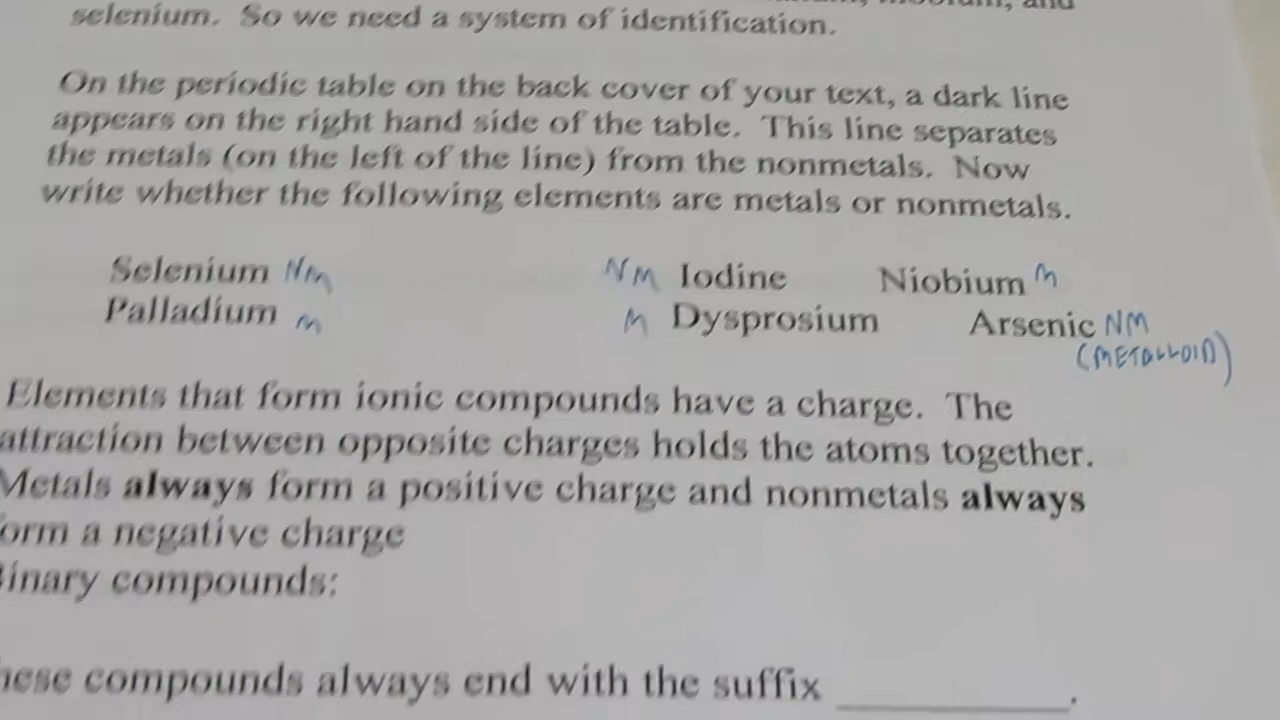 selenium. So we need a system of identification.
On the periodic table on the back cover of your text, a dark line
appears on the right hand side of the table. This line separates
the metals (on the left of the line) from the nonmetals. Now
write whether the following elements are metals or nonmetals.
Selenium NM NM Iodine Niobium M
Palladium M M Dysprosium Arsenic NM
(METALLOID)
Elements that form ionic compounds have a charge. The
attraction between opposite charges holds the atoms together.
Metals always form a positive charge and nonmetals always
orm a negative charge
inary compounds:
hese compounds always end with the suffix ________.